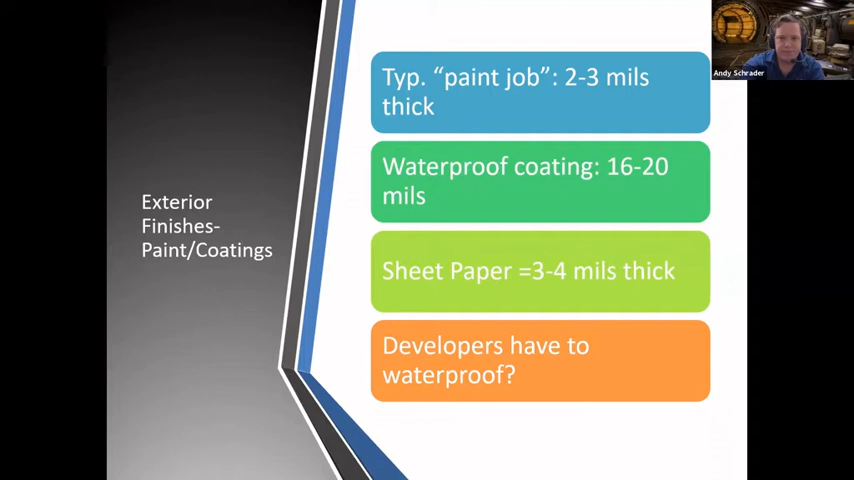 Exterior
Finishes-
Paint/Coatings
Typ. “paint job”: 2-3 mils
thick
Waterproof coating: 16-20
mils
Sheet Paper =3-4 mils thick
Developers have to
waterproof?
Andy Schrader